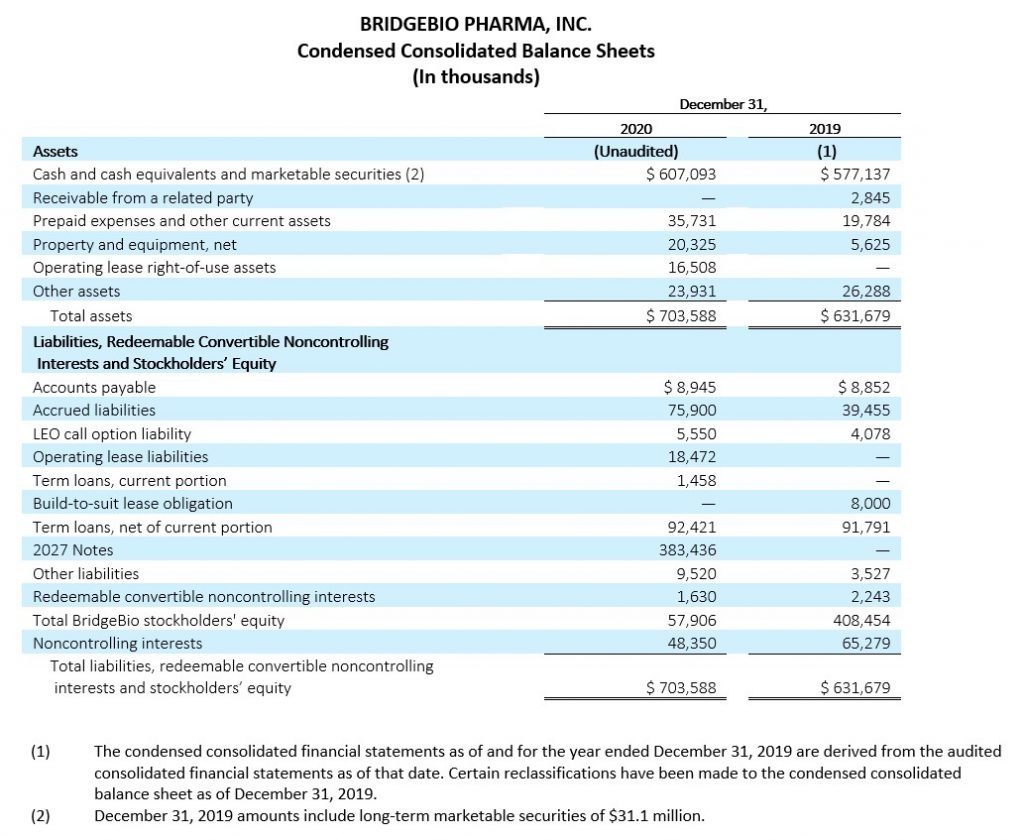 BRIDGEBIO PHARMA, INC.
Condensed Consolidated Balance Sheets
(In thousands)
December 31,
2020 2019
Assets (Unaudited) (1)
Cash and cash equivalents and marketable securities (2) $ 607,093 $ 577,137
Receivable from a related party — 2,845
Prepaid expenses and other current assets 35,731 19,784
Property and equipment, net 20,325 5,625
Operating lease right-of-use assets 16,508 —
Other assets 23,931 26,288
Total assets $ 703,588 $ 631,679
Liabilities, Redeemable Convertible Noncontrolling
Interests and Stockholders’ Equity
Accounts payable $ 8,945 $ 8,852
Accrued liabilities 75,900 39,455
LEO call option liability 5,550 4,078
Operating lease liabilities 18,472 —
Term loans, current portion 1,458 —
Build-to-suit lease obligation — 8,000
Term loans, net of current portion 92,421 91,791
2027 Notes 383,436 —
Other liabilities 9,520 3,527
Redeemable convertible noncontrolling interests 1,630 2,243
Total BridgeBio stockholders' equity 57,906 408,454
Noncontrolling interests 48,350 65,279
Total liabilities, redeemable convertible noncontrolling
interests and stockholders’ equity $ 703,588 $ 631,679
(1) The condensed consolidated financial statements as of and for the year ended December 31, 2019 are derived from the audited
consolidated financial statements as of that date. Certain reclassifications have been made to the condensed consolidated
balance sheet as of December 31, 2019.
(2) December 31, 2019 amounts include long-term marketable securities of $31.1 million.